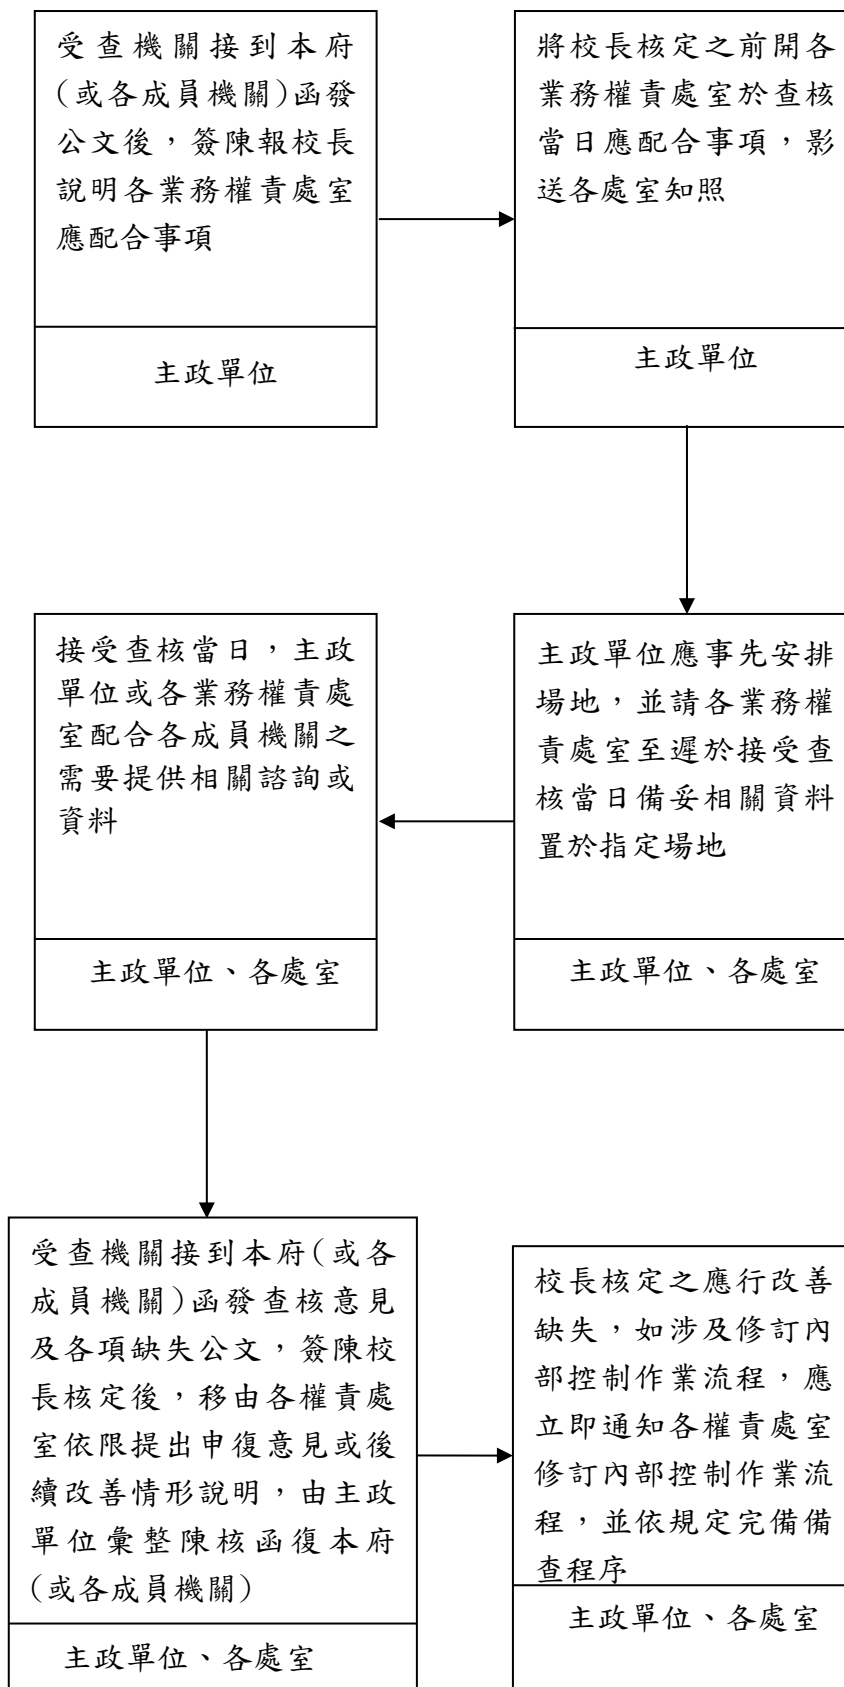 受查機關接到本府
(或各成員機關)函發
公文後，簽陳報校長
說明各業務權責處室
應配合事項
主政單位
將校長核定之前開各
業務權責處室於查核
當日應配合事項，影
送各處室知照
主政單位
主政單位應事先安排
場地，並請各業務權
責處室至遲於接受查
核當日備妥相關資料
置於指定場地
主政單位、各處室
接受查核當日，主政
單位或各業務權責處
室配合各成員機關之
需要提供相關諮詢或
資料
主政單位、各處室
受查機關接到本府(或各
成員機關)函發查核意見
及各項缺失公文，簽陳校
長核定後，移由各權責處
室依限提出申復意見或後
續改善情形說明，由主政
單位彙整陳核函復本府
(或各成員機關)
主政單位、各處室
校長核定之應行改善
缺失，如涉及修訂內
部控制作業流程，應
立即通知各權責處室
修訂內部控制作業流
程，並依規定完備備
查程序
主政單位、各處室